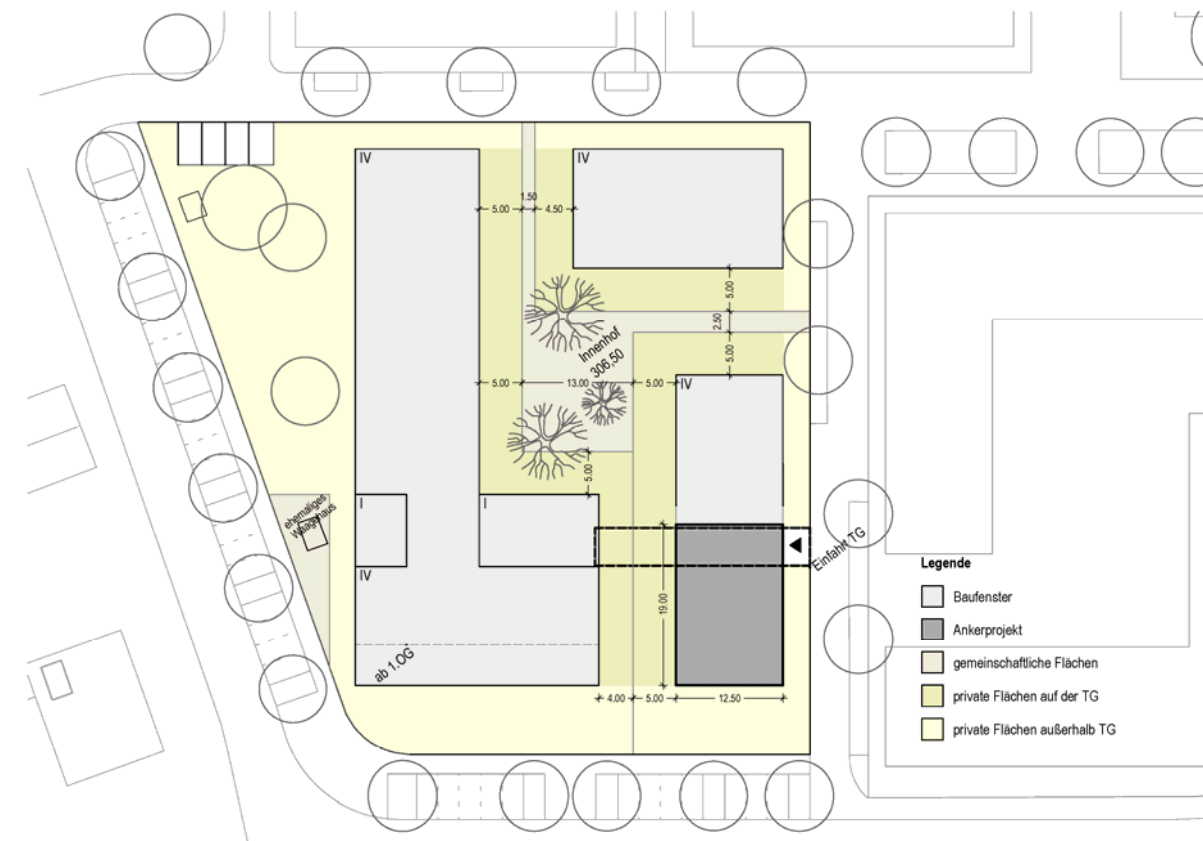 IV
IV
1.50
5.00
4.50
5.00
2.50
5.00
Innenhof
306,50
5.00
13.00
5.00
IV
5.00
I
I
ehemaliges
Waagehaus
IV
Einfahrt TG
19.00
ab 1.OG
4.00
5.00
12.50
Legende
Baufenster
Ankerprojekt
gemeinschaftliche Flächen
private Flächen auf der TG
private Flächen außerhalb TG